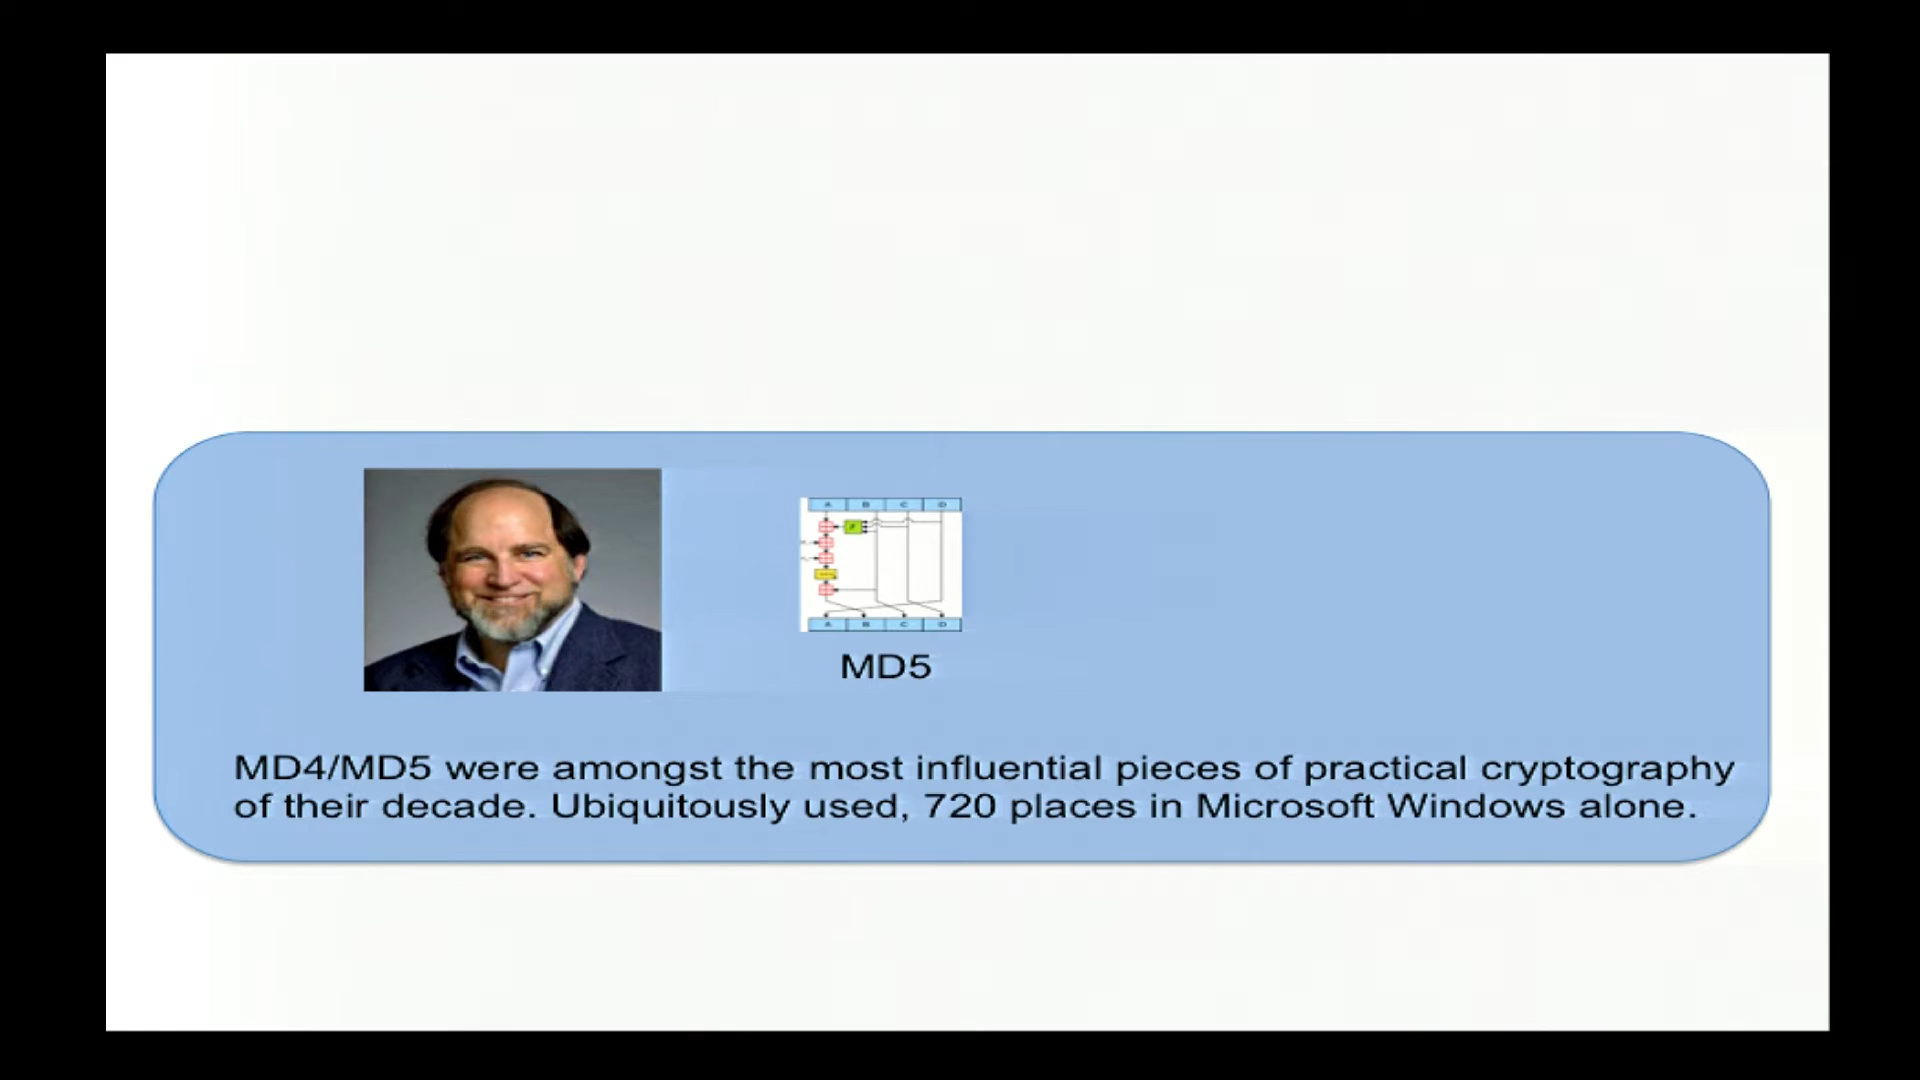 A B C D
F
A B C D
MD5
MD4/MD5 were amongst the most influential pieces of practical cryptography
of their decade. Ubiquitously used, 720 places in Microsoft Windows alone.